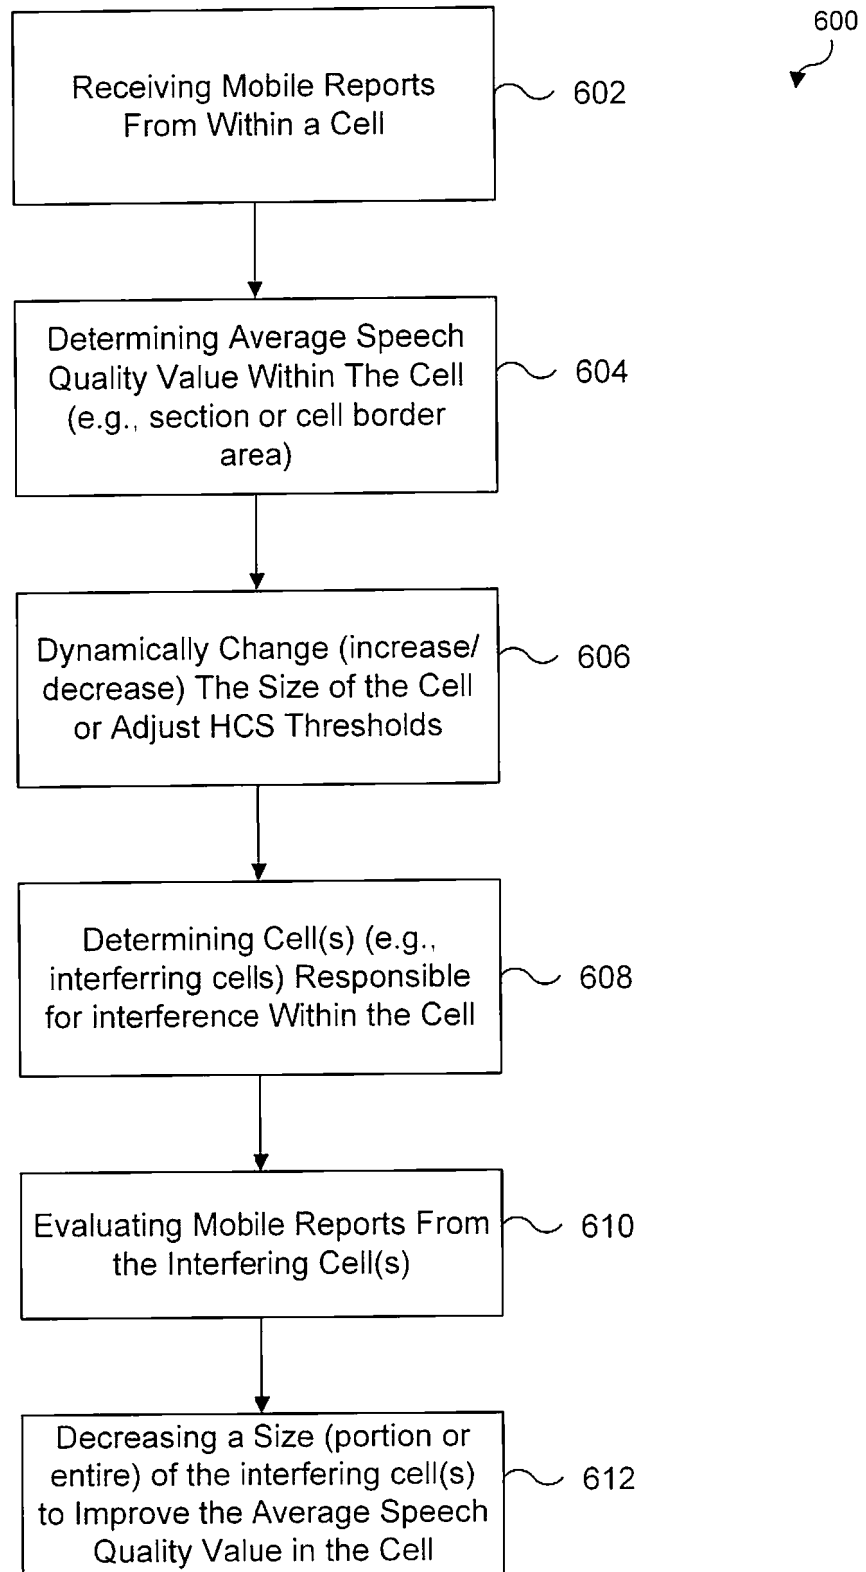 600
Receiving Mobile Reports
From Within a Cell
602
Determining Average Speech
Quality Value Within The Cell
(e.g., section or cell border
area)
604
Dynamically Change (increase/
decrease) The Size of the Cell
or Adjust HCS Thresholds
606
Determining Cell(s) (e.g.,
interferring cells) Responsible
for interference Within the Cell
608
Evaluating Mobile Reports From
the Interfering Cell(s)
610
Decreasing a Size (portion or
entire) of the interfering cell(s)
to Improve the Average Speech
Quality Value in the Cell
612